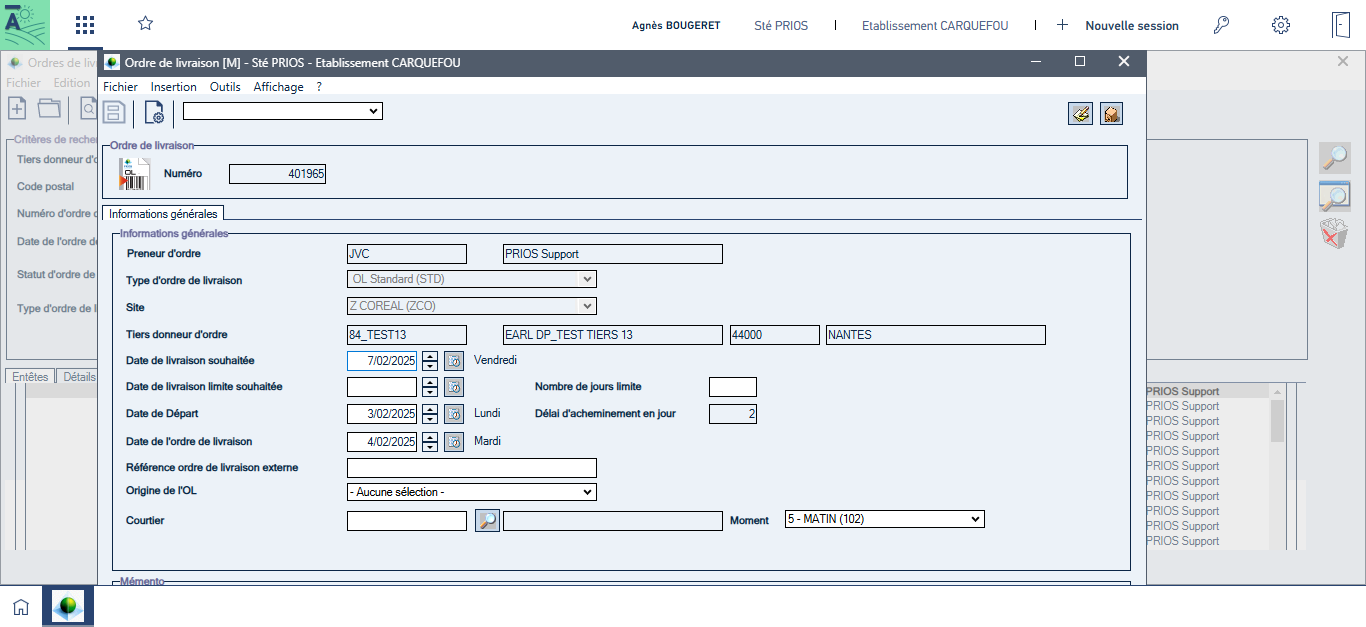 Agnès BOUGERET Sté PRIOS Etablissement CARQUEFOU Nouvelle session
Ordres de liv
Fichier Edition
Critères de reche
Tiers donneur d'o
Code postal
Numéro d'ordre d
Date de l'ordre de
Statut d'ordre de
Type d'ordre de l
Entêtes Détails
Ordre de livraison [M] - Sté PRIOS - Etablissement CARQUEFOU
Fichier Insertion Outils Affichage ?
Ordre de livraison
OL
Numéro 401965
Informations générales
Informations générales
Preneur d'ordre JVC PRIOS Support
Type d'ordre de livraison OL Standard (STD)
Site Z COREAL (ZCO)
Tiers donneur d'ordre 84_TEST13 EARL DP_TEST TIERS 13 44000 NANTES
Date de livraison souhaitée 7/02/2025 Vendredi
Date de livraison limite souhaitée Nombre de jours limite
Date de Départ 3/02/2025 Lundi Délai d'acheminement en jour 2
Date de l'ordre de livraison 4/02/2025 Mardi
Référence ordre de livraison externe
Origine de l'OL - Aucune sélection -
Courtier Moment 5 - MATIN (102)
Mémento
PRIOS Support
PRIOS Support
PRIOS Support
PRIOS Support
PRIOS Support
PRIOS Support
PRIOS Support
PRIOS Support
PRIOS Support
PRIOS Support
PRIOS Support